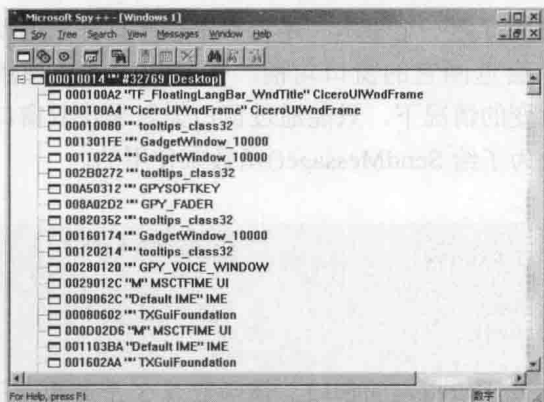 Microsoft Spy++ - [Windows 1]
Spy Tree Search View Messages Window Help
00010014 "" #32769 (Desktop)
000100A2 "TF_FloatingLangBar_WndTitle" CiceroUIWndFrame
000100A4 "CiceroUIWndFrame" CiceroUIWndFrame
00010080 "" tooltips_class32
001301FE "" GadgetWindow_10000
0011022A "" GadgetWindow_10000
002B0272 "" tooltips_class32
00A50312 "" GPYSOFTKEY
008A02D2 "" GPY_FADER
00820352 "" tooltips_class32
00160174 "" GadgetWindow_10000
00120214 "" tooltips_class32
00280120 "" GPY_VOICE_WINDOW
0029012C "M" MSCTFIME UI
0009062C "Default IME" IME
00080602 "" TXGuiFoundation
000D02D6 "M" MSCTFIME UI
001103BA "Default IME" IME
001602AA "" TXGuiFoundation
For Help, press F1
数字